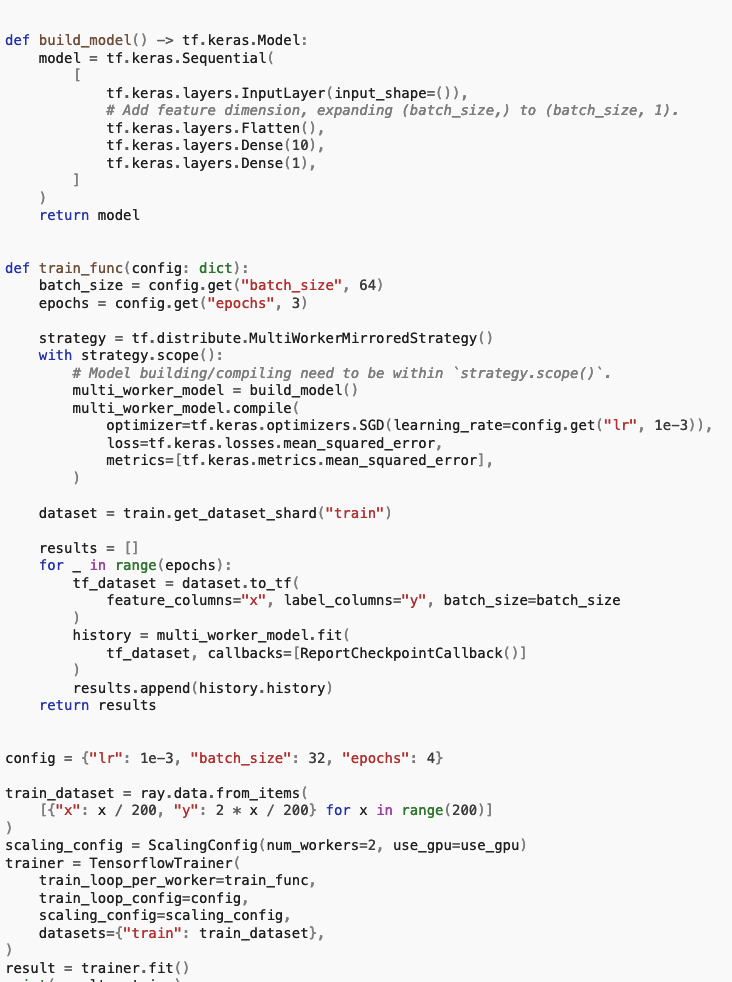 def build_model() -> tf.keras.Model:
    model = tf.keras.Sequential(
        [
            tf.keras.layers.InputLayer(input_shape=()),
            # Add feature dimension, expanding (batch_size,) to (batch_size, 1).
            tf.keras.layers.Flatten(),
            tf.keras.layers.Dense(10),
            tf.keras.layers.Dense(1),
        ]
    )
    return model


def train_func(config: dict):
    batch_size = config.get("batch_size", 64)
    epochs = config.get("epochs", 3)

    strategy = tf.distribute.MultiWorkerMirroredStrategy()
    with strategy.scope():
        # Model building/compiling need to be within `strategy.scope()`.
        multi_worker_model = build_model()
        multi_worker_model.compile(
            optimizer=tf.keras.optimizers.SGD(learning_rate=config.get("lr", 1e-3)),
            loss=tf.keras.losses.mean_squared_error,
            metrics=[tf.keras.metrics.mean_squared_error],
        )

    dataset = train.get_dataset_shard("train")

    results = []
    for _ in range(epochs):
        tf_dataset = dataset.to_tf(
            feature_columns="x", label_columns="y", batch_size=batch_size
        )
        history = multi_worker_model.fit(
            tf_dataset, callbacks=[ReportCheckpointCallback()]
        )
        results.append(history.history)
    return results


config = {"lr": 1e-3, "batch_size": 32, "epochs": 4}

train_dataset = ray.data.from_items(
    [{"x": x / 200, "y": 2 * x / 200} for x in range(200)]
)
scaling_config = ScalingConfig(num_workers=2, use_gpu=use_gpu)
trainer = TensorflowTrainer(
    train_loop_per_worker=train_func,
    train_loop_config=config,
    scaling_config=scaling_config,
    datasets={"train": train_dataset},
)
result = trainer.fit()